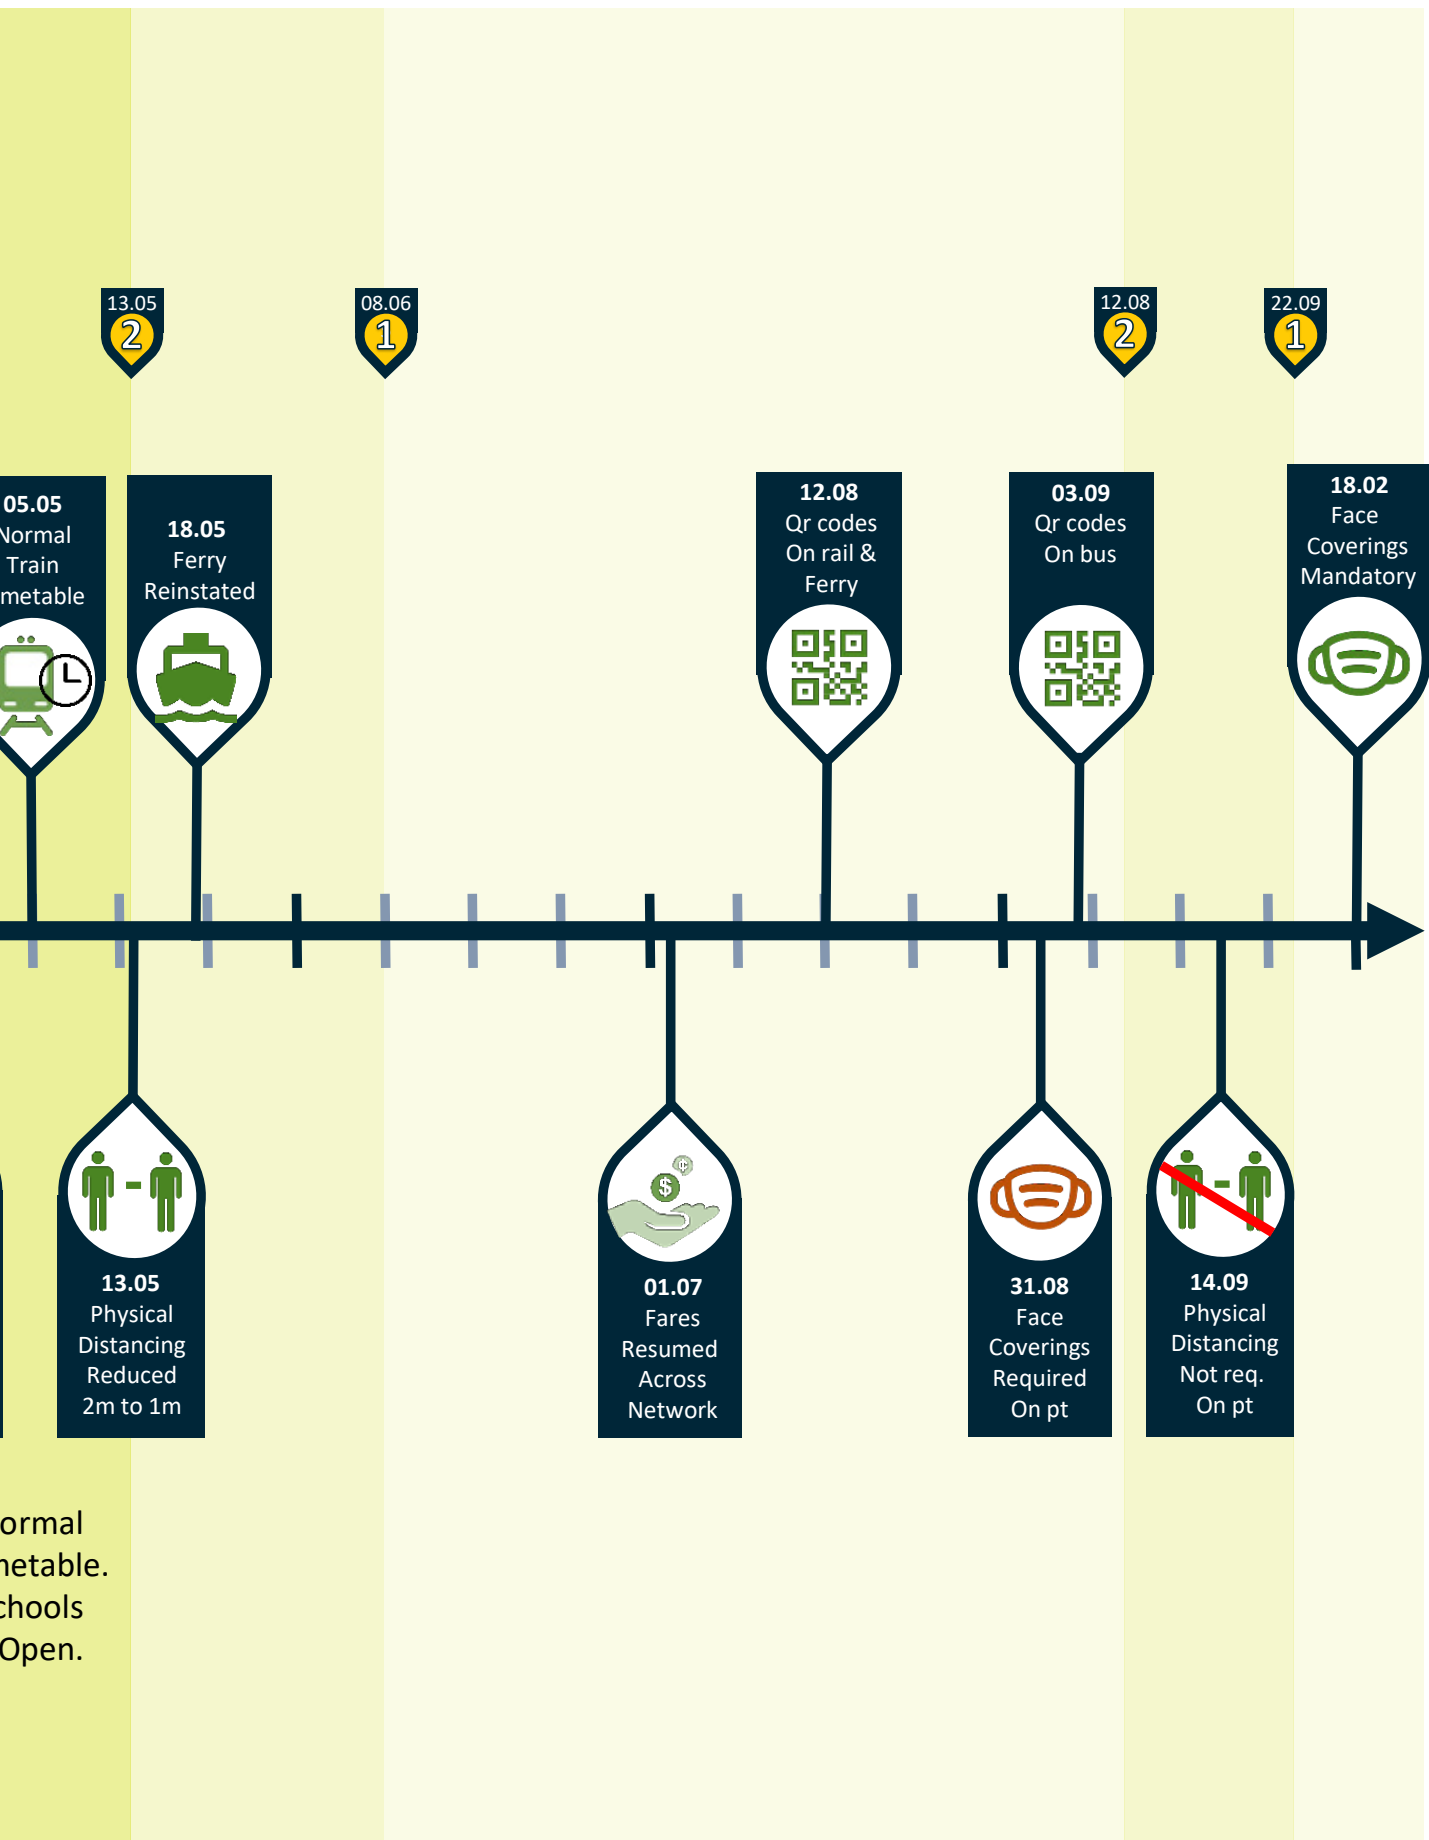 13.05
2
08.06
1
12.08
2
22.09
1
05.05
Normal
Train
metable
18.05
Ferry
Reinstated
12.08
Qr codes
On rail &
Ferry
03.09
Qr codes
On bus
18.02
Face
Coverings
Mandatory
13.05
Physical
Distancing
Reduced
2m to 1m
$
¢
01.07
Fares
Resumed
Across
Network
31.08
Face
Coverings
Required
On pt
14.09
Physical
Distancing
Not req.
On pt
ormal
metable.
chools
Open.